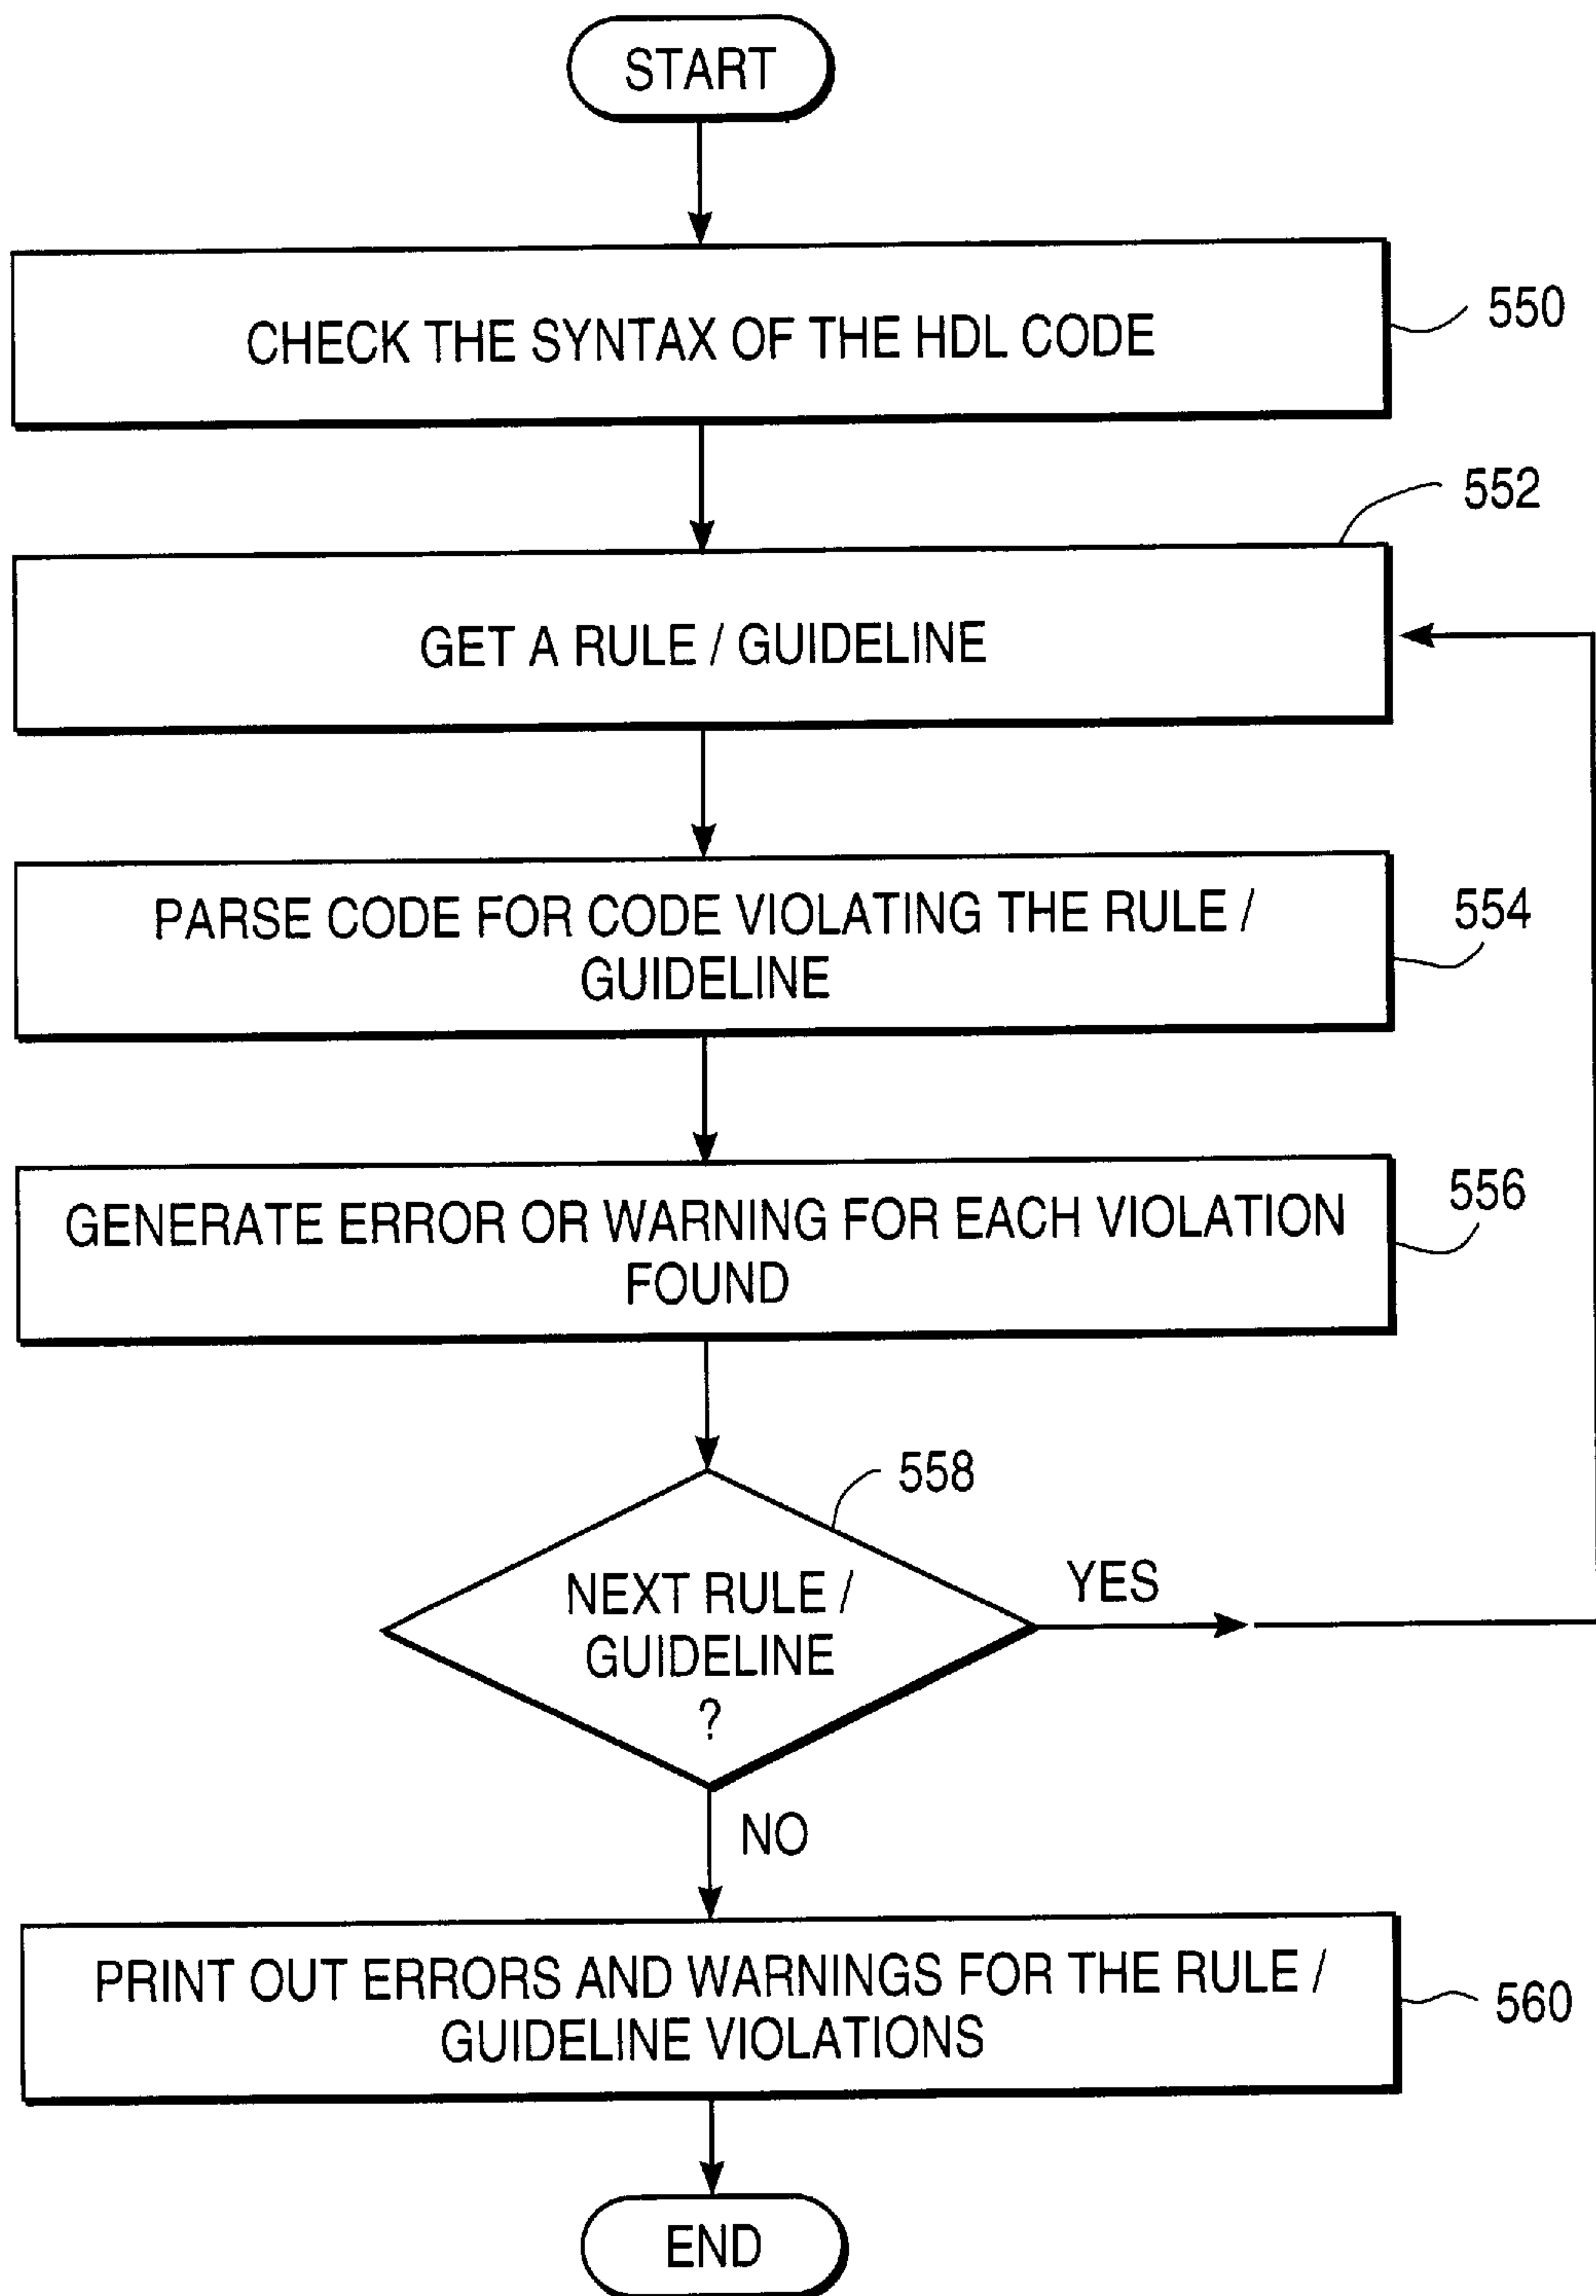 START
CHECK THE SYNTAX OF THE HDL CODE
550
552
GET A RULE / GUIDELINE
PARSE CODE FOR CODE VIOLATING THE RULE /
GUIDELINE
554
GENERATE ERROR OR WARNING FOR EACH VIOLATION
FOUND
556
558
NEXT RULE /
GUIDELINE
?
YES
NO
PRINT OUT ERRORS AND WARNINGS FOR THE RULE /
GUIDELINE VIOLATIONS
560
END